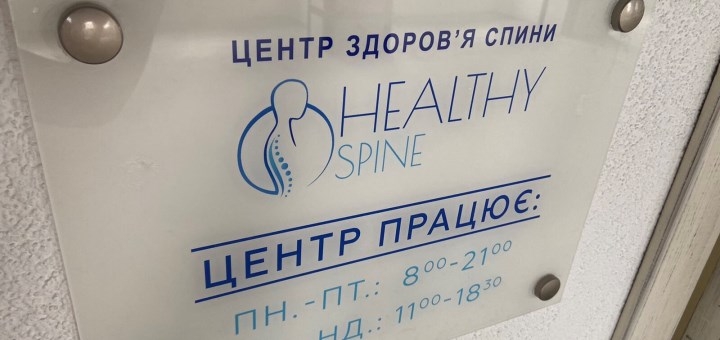 ЦЕНТР ЗДОРОВ'Я СПИНИ
HEALTHY
SPINE
ЦЕНТР ПРАЦЮЄ:
ПН.-ПТ.: 8⁰⁰-21⁰⁰
НД.: 11⁰⁰-18³⁰